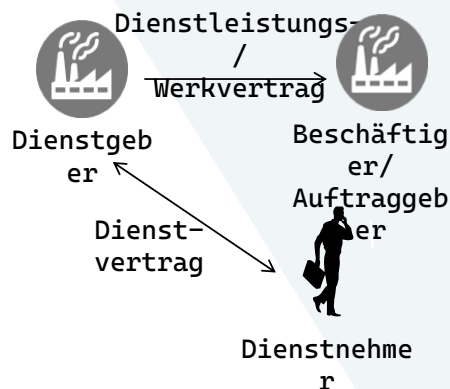 Dienstleistungs-
/
Werkvertrag
Dienstgeb
er
Beschäftig
er/
Auftraggeb
er
Dienst-
vertrag
Dienstnehme
r